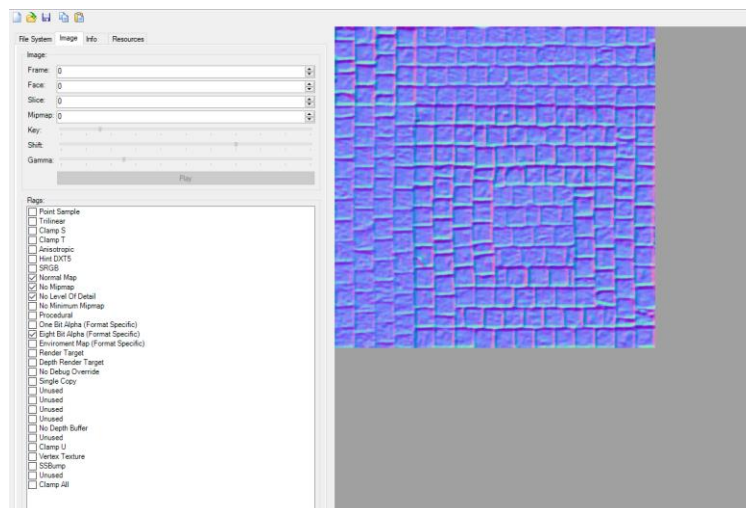 File System Image Info Resources
Image:
Frame: 0
Face: 0
Slice: 0
Mipmap: 0
Key:
Shift:
Gamma:
Play
Flags:
Point Sample
Trilinear
Clamp S
Clamp T
Anisotropic
Hint DXT5
SRGB
Normal Map
No Mipmap
No Level Of Detail
No Minimum Mipmap
Procedural
One Bit Alpha (Format Specific)
Eight Bit Alpha (Format Specific)
Enviroment Map (Format Specific)
Render Target
Depth Render Target
No Debug Override
Single Copy
Unused
Unused
Unused
Unused
No Depth Buffer
Unused
Clamp U
Vertex Texture
SSBump
Unused
Clamp All